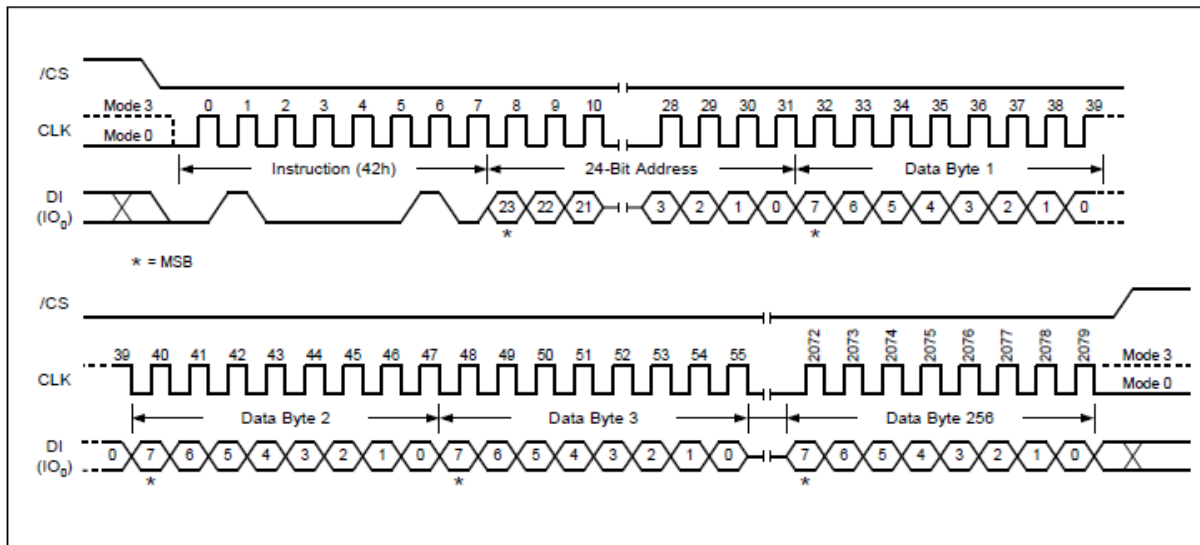 /CS
Mode 3 0 1 2 3 4 5 6 7 8 9 10 28 29 30 31 32 33 34 35 36 37 38 39
CLK Mode 0
Instruction (42h) 24-Bit Address Data Byte 1
DI
(IO0) 23 22 21 3 2 1 0 7 6 5 4 3 2 1 0
* *
* = MSB
/CS
39 40 41 42 43 44 45 46 47 48 49 50 51 52 53 54 55 2072 2073 2074 2075 2076 2077 2078 2079 Mode 3
CLK Mode 0
Data Byte 2 Data Byte 3 Data Byte 256
DI
(IO0) 0 7 6 5 4 3 2 1 0 7 6 5 4 3 2 1 0 7 6 5 4 3 2 1 0
* * *